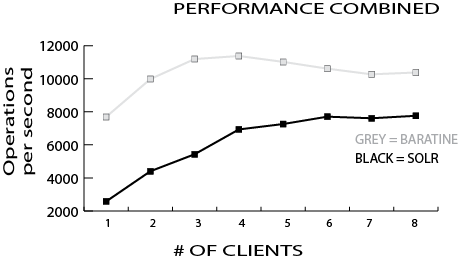 PERFORMANCE COMBINED
Operations
per second
12000
10000
8000
6000
4000
2000
GREY = BARATINE
BLACK = SOLR
1 2 3 4 5 6 7 8
# OF CLIENTS